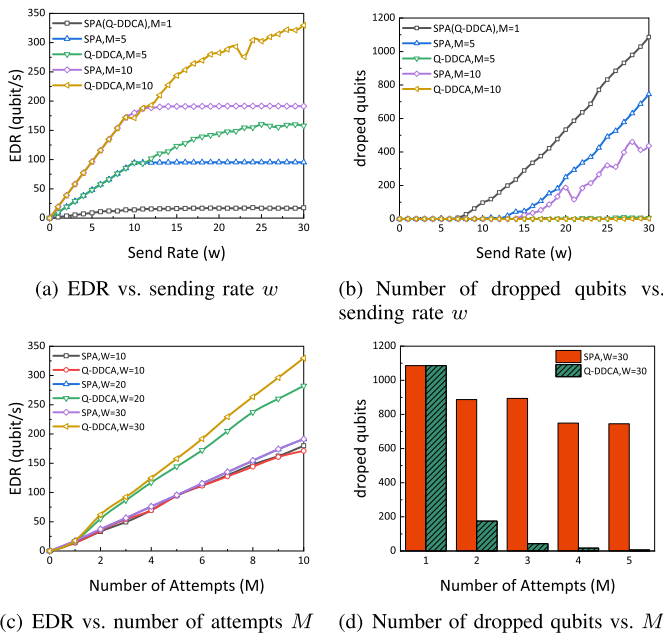 350
300
250
200
150
100
50
0
EDR (qubit/s)
SPA(Q-DDCA),M=1
SPA,M=5
Q-DDCA,M=5
SPA,M=10
Q-DDCA,M=10
0 5 10 15 20 25 30
Send Rate (w)
(a) EDR vs. sending rate w
1200
1000
800
600
400
200
0
droped qubits
SPA(Q-DDCA),M=1
SPA,M=5
Q-DDCA,M=5
SPA,M=10
Q-DDCA,M=10
0 5 10 15 20 25 30
Send Rate (w)
(b) Number of dropped qubits vs.
sending rate w
350
300
250
200
150
100
50
0
EDR (qubit/s)
SPA,W=10
Q-DDCA,W=10
SPA,W=20
Q-DDCA,W=20
SPA,W=30
Q-DDCA,W=30
0 2 4 6 8 10
Number of Attempts (M)
(c) EDR vs. number of attempts M
1200
1000
800
600
400
200
0
droped qubits
SPA,W=30
Q-DDCA,W=30
1 2 3 4 5
Number of Attempts (M)
(d) Number of dropped qubits vs. M